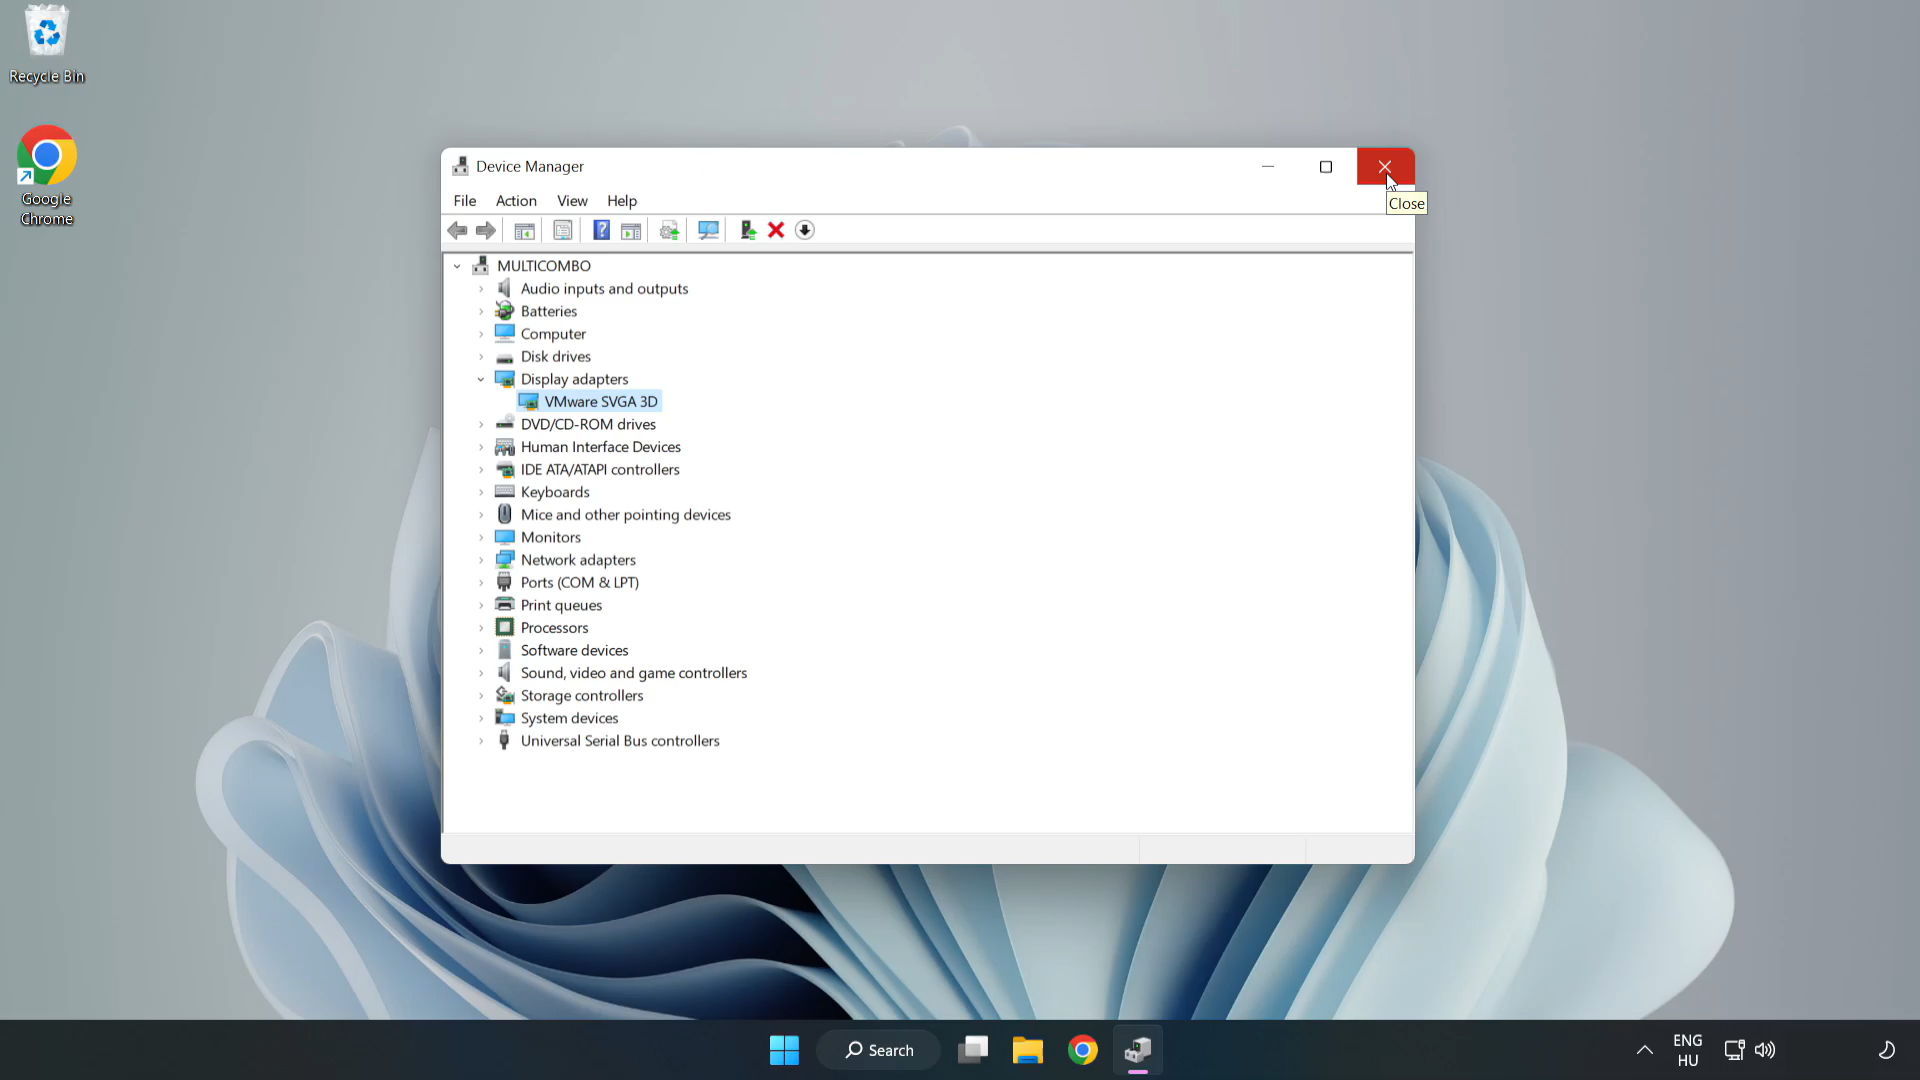 Recycle Bin
Google
Chrome
Device Manager
Close
File Action View Help
MULTICOMBO
Audio inputs and outputs
Batteries
Computer
Disk drives
Display adapters
VMware SVGA 3D
DVD/CD-ROM drives
Human Interface Devices
IDE ATA/ATAPI controllers
Keyboards
Mice and other pointing devices
Monitors
Network adapters
Ports (COM & LPT)
Print queues
Processors
Software devices
Sound, video and game controllers
Storage controllers
System devices
Universal Serial Bus controllers
Search
ENG
HU